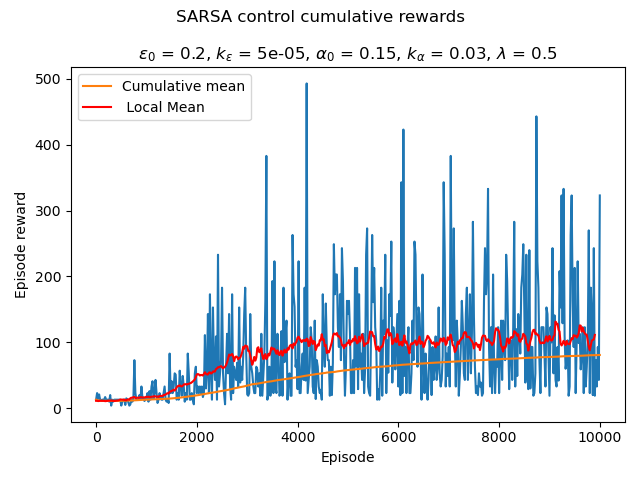 SARSA control cumulative rewards
ε₀ = 0.2, kε = 5e-05, α₀ = 0.15, kα = 0.03, λ = 0.5
500
400
300
200
100
0
Episode reward
Cumulative mean
Local Mean
0 2000 4000 6000 8000 10000
Episode